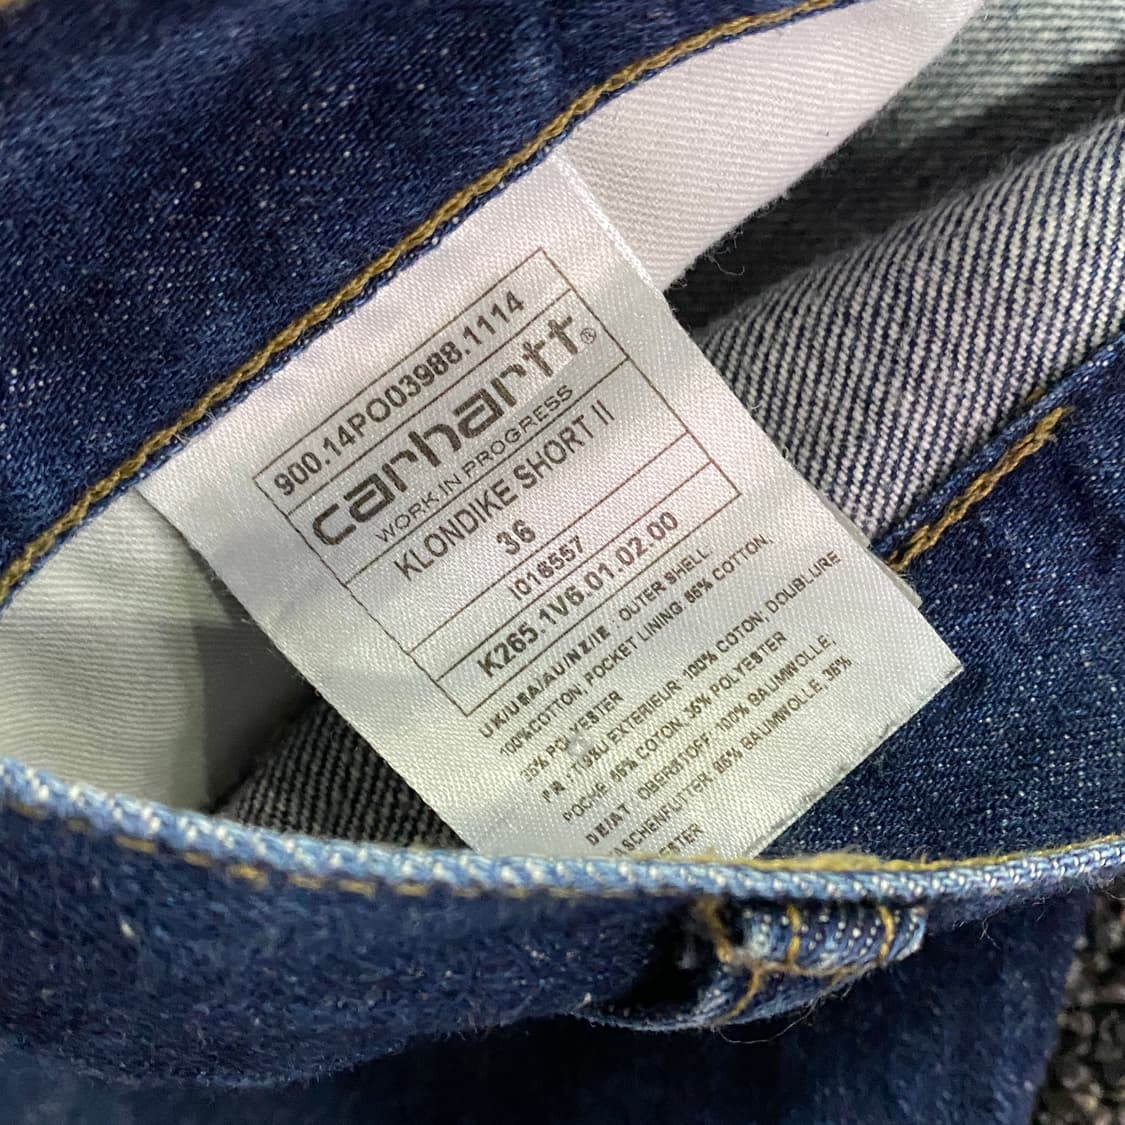 900.14PO03988.1114
carhartt®
WORK IN PROGRESS
KLONDIKE SHORT II
36
I016557
K265.1V6.01.02.00
UK/USA/AU/NZ/IE : OUTER SHELL
100%COTTON, POCKET LINING 65% COTTON,
35% POLYESTER
FR : TISSU EXTERIEUR 100% COTON; DOUBLURE
POCHE 65% COTON, 35% POLYESTER
DE/AT : OBERSTOFF 100% BAUMWOLLE,
TASCHENFUTTER 65% BAUMWOLLE, 35%